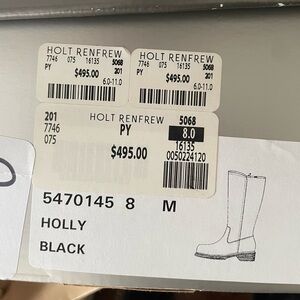 HOLT RENFREW
7746 075 16135 5068
PY 201
$495.00
6.0-11.0
HOLT RENFREW
7746 075 16135 5068
PY 201
$495.00
6.0-11.0
201 HOLT RENFREW 5068
7746 PY 8.0
075 16135
$495.00 0050224120
5470145 8 M
HOLLY
BLACK